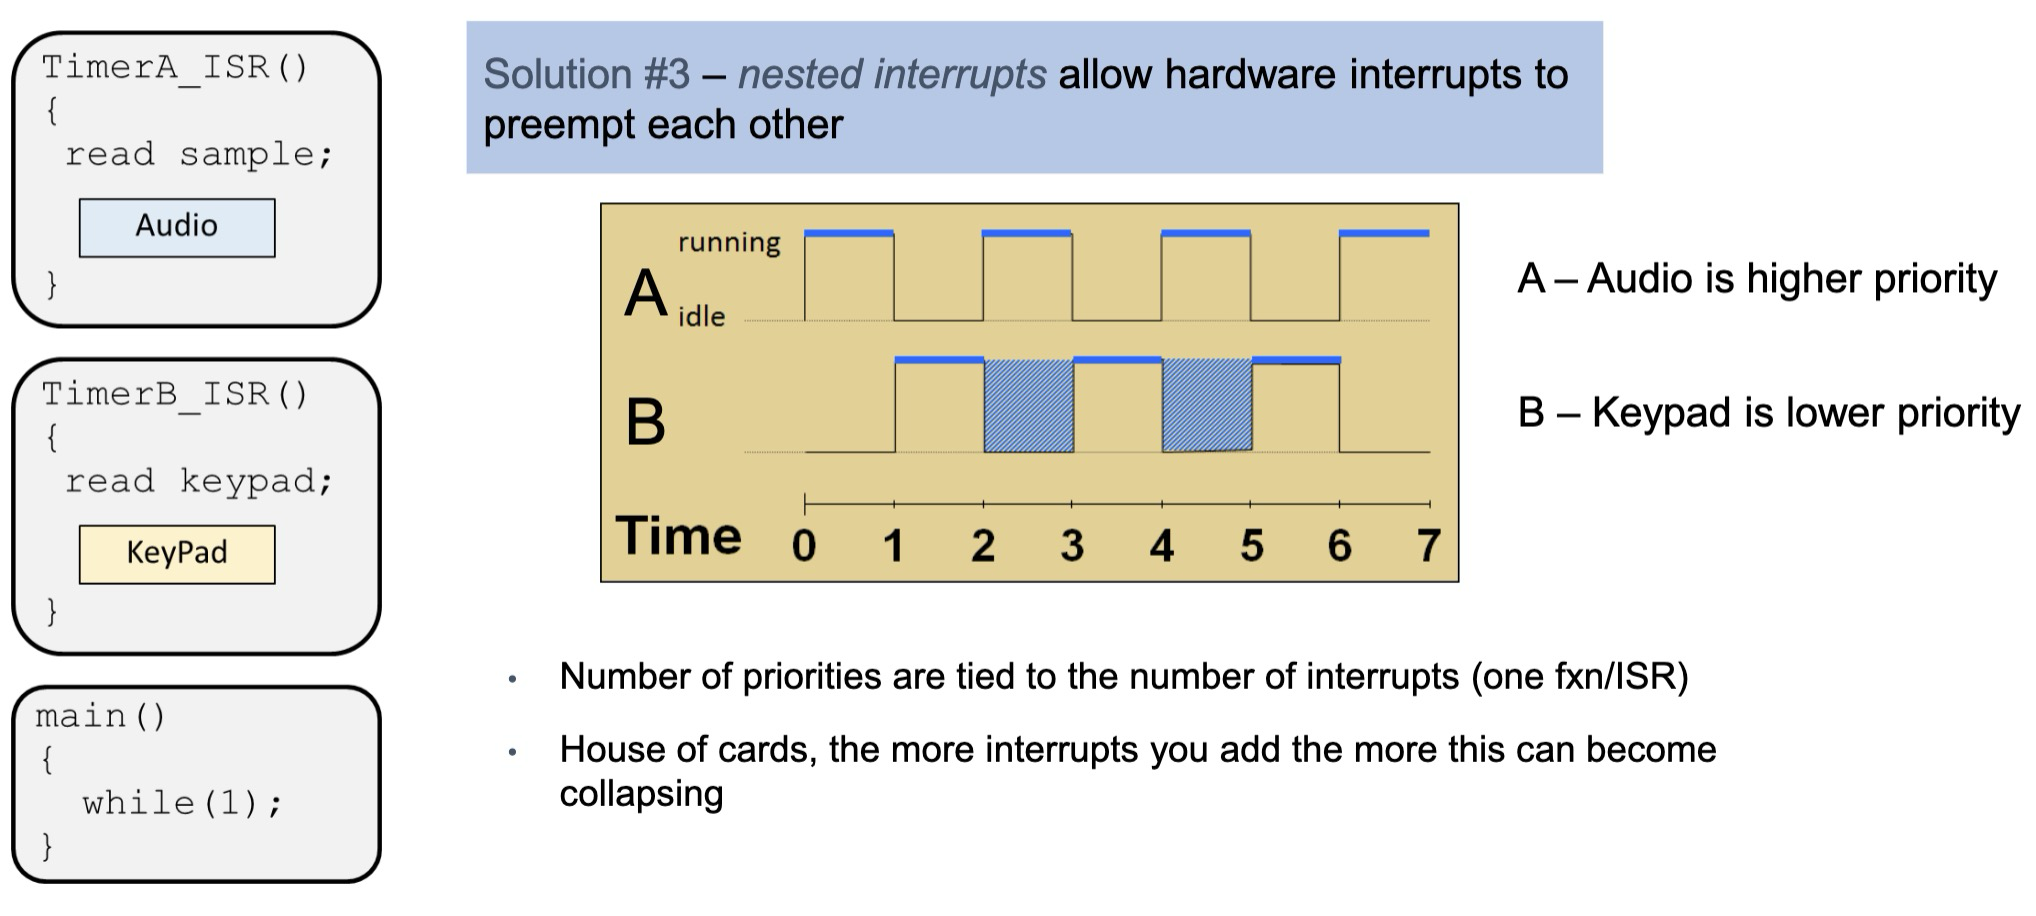 TimerA_ISR()
{
read sample;
Audio
}
TimerB_ISR()
{
read keypad;
KeyPad
}
main()
{
while(1);
}
Solution #3 – nested interrupts allow hardware interrupts to
preempt each other
running
A
idle
B
Time 0 1 2 3 4 5 6 7
A – Audio is higher priority
B – Keypad is lower priority
• Number of priorities are tied to the number of interrupts (one fxn/ISR)
• House of cards, the more interrupts you add the more this can become
collapsing